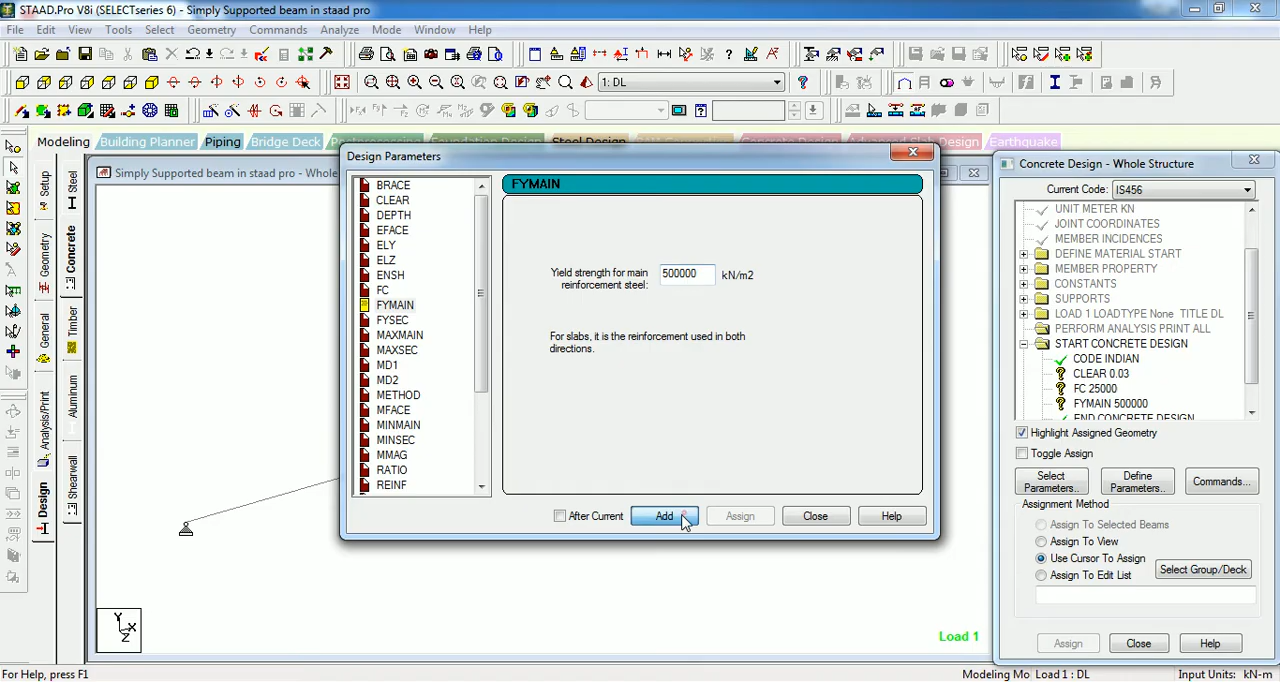 STAAD.Pro V8i (SELECTseries 6) - Simply Supported beam in staad pro
File Edit View Tools Select Geometry Commands Analyze Mode Window Help
1: DL
Modeling Building Planner Piping Bridge Deck Steel Design Design Earthquake
Simply Supported beam in staad pro - Whole
Setup
Geometry
General
Analysis/Print
Design
Steel
Concrete
Timber
Aluminum
Shearwall
Design Parameters
BRACE
CLEAR
DEPTH
EFACE
ELY
ELZ
ENSH
FC
FYMAIN
FYSEC
MAXMAIN
MAXSEC
MD1
MD2
METHOD
MFACE
MINMAIN
MINSEC
MMAG
RATIO
REINF
FYMAIN
Yield strength for main
reinforcement steel:
500000 kN/m2
For slabs, it is the reinforcement used in both
directions.
After Current Add Assign Close Help
Y
X
Z
Load 1
Concrete Design - Whole Structure
Current Code: IS456
UNIT METER KN
JOINT COORDINATES
MEMBER INCIDENCES
DEFINE MATERIAL START
MEMBER PROPERTY
CONSTANTS
SUPPORTS
LOAD 1 LOADTYPE None TITLE DL
PERFORM ANALYSIS PRINT ALL
START CONCRETE DESIGN
CODE INDIAN
CLEAR 0.03
FC 25000
FYMAIN 500000
END CONCRETE DESIGN
Highlight Assigned Geometry
Toggle Assign
Select
Parameters..
Define
Parameters...
Commands...
Assignment Method
Assign To Selected Beams
Assign To View
Use Cursor To Assign
Assign To Edit List
Select Group/Deck
Assign Close Help
For Help, press F1
Modeling Mo Load 1 : DL Input Units: kN-m